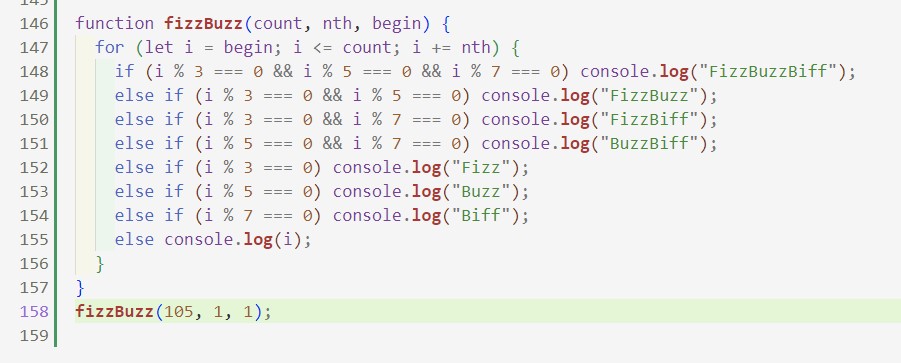 145
146 function fizzBuzz(count, nth, begin) {
147   for (let i = begin; i <= count; i += nth) {
148     if (i % 3 === 0 && i % 5 === 0 && i % 7 === 0) console.log("FizzBuzzBiff");
149     else if (i % 3 === 0 && i % 5 === 0) console.log("FizzBuzz");
150     else if (i % 3 === 0 && i % 7 === 0) console.log("FizzBiff");
151     else if (i % 5 === 0 && i % 7 === 0) console.log("BuzzBiff");
152     else if (i % 3 === 0) console.log("Fizz");
153     else if (i % 5 === 0) console.log("Buzz");
154     else if (i % 7 === 0) console.log("Biff");
155     else console.log(i);
156   }
157 }
158 fizzBuzz(105, 1, 1);
159